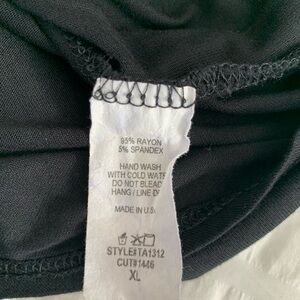 95% RAYON
5% SPANDEX
HAND WASH
WITH COLD WATE
DO NOT BLEAC
HANG / LINE DR
MADE IN U.S.
STYLE#TA1312
CUT#1446
XL